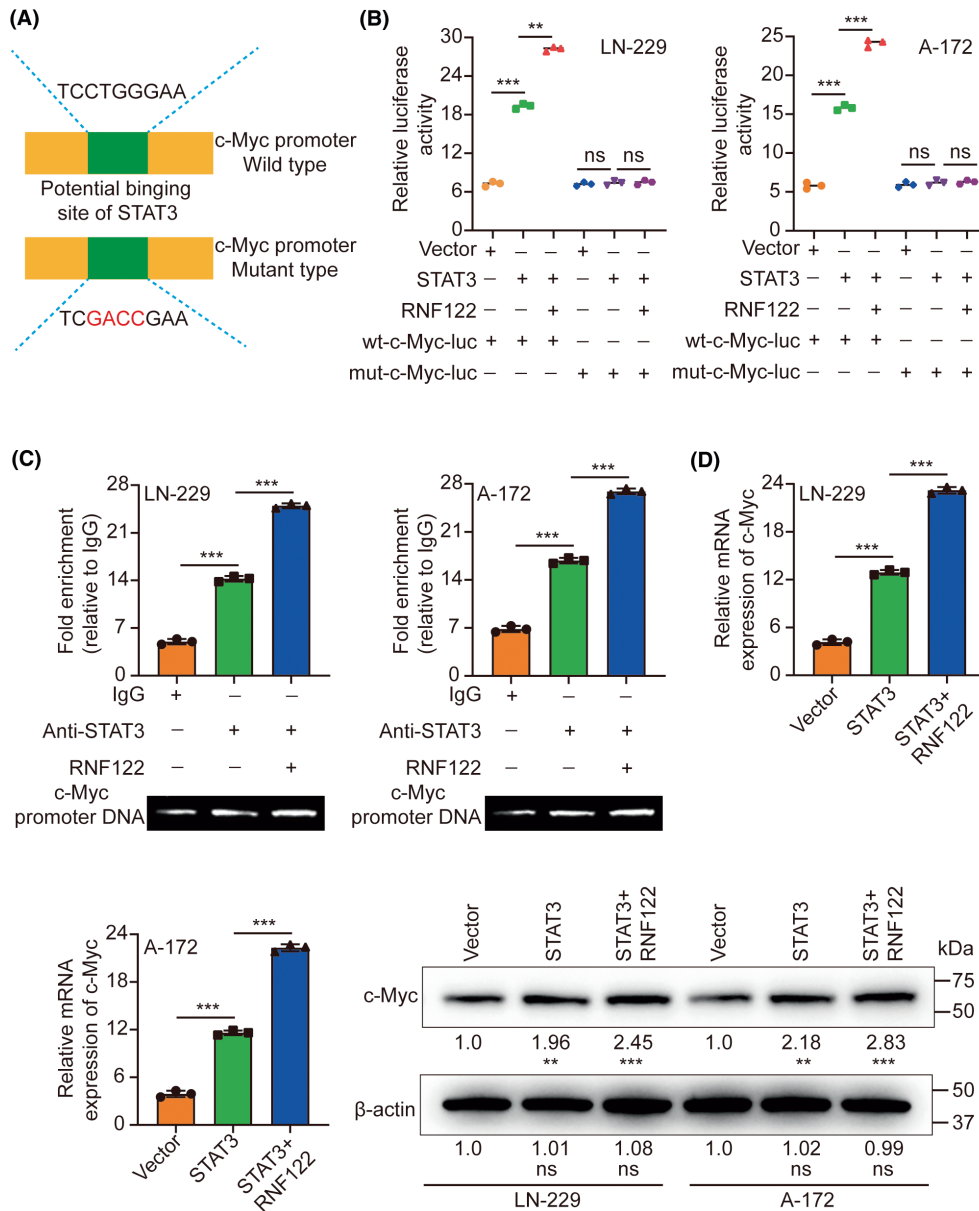 (A)
TCCTGGGAA
c-Myc promoter
Wild type
Potential binging
site of STAT3
c-Myc promoter
Mutant type
TCGACCGAA
(B)
Relative luciferase
activity
30
24
18
12
6
0
***
**
ns
ns
LN-229
Vector + − − + − −
STAT3 − + + − + +
RNF122 − − + − − +
wt-c-Myc-luc + + + − − −
mut-c-Myc-luc − − − + + +
Relative luciferase
activity
25
20
15
10
5
0
***
***
ns
ns
A-172
Vector + − − + − −
STAT3 − + + − + +
RNF122 − − + − − +
wt-c-Myc-luc + + + − − −
mut-c-Myc-luc − − − + + +
(C)
Fold enrichment
(relative to IgG)
28
21
14
7
0
LN-229
***
***
IgG + − −
Anti-STAT3 − + +
RNF122 − − +
c-Myc
promoter DNA
Fold enrichment
(relative to IgG)
28
21
14
7
0
A-172
***
***
IgG + − −
Anti-STAT3 − + +
RNF122 − − +
c-Myc
promoter DNA
(D)
Relative mRNA
expression of c-Myc
24
18
12
6
0
LN-229
***
***
Vector
STAT3
STAT3+
RNF122
Relative mRNA
expression of c-Myc
24
18
12
6
0
A-172
***
***
Vector
STAT3
STAT3+
RNF122
Vector
STAT3
STAT3+
RNF122
Vector
STAT3
STAT3+
RNF122
kDa
c-Myc
75
50
1.0 1.96 2.45 1.0 2.18 2.83
** *** ** ***
β-actin
50
37
1.0 1.01 1.08 1.0 1.02 0.99
ns ns ns ns
LN-229 A-172